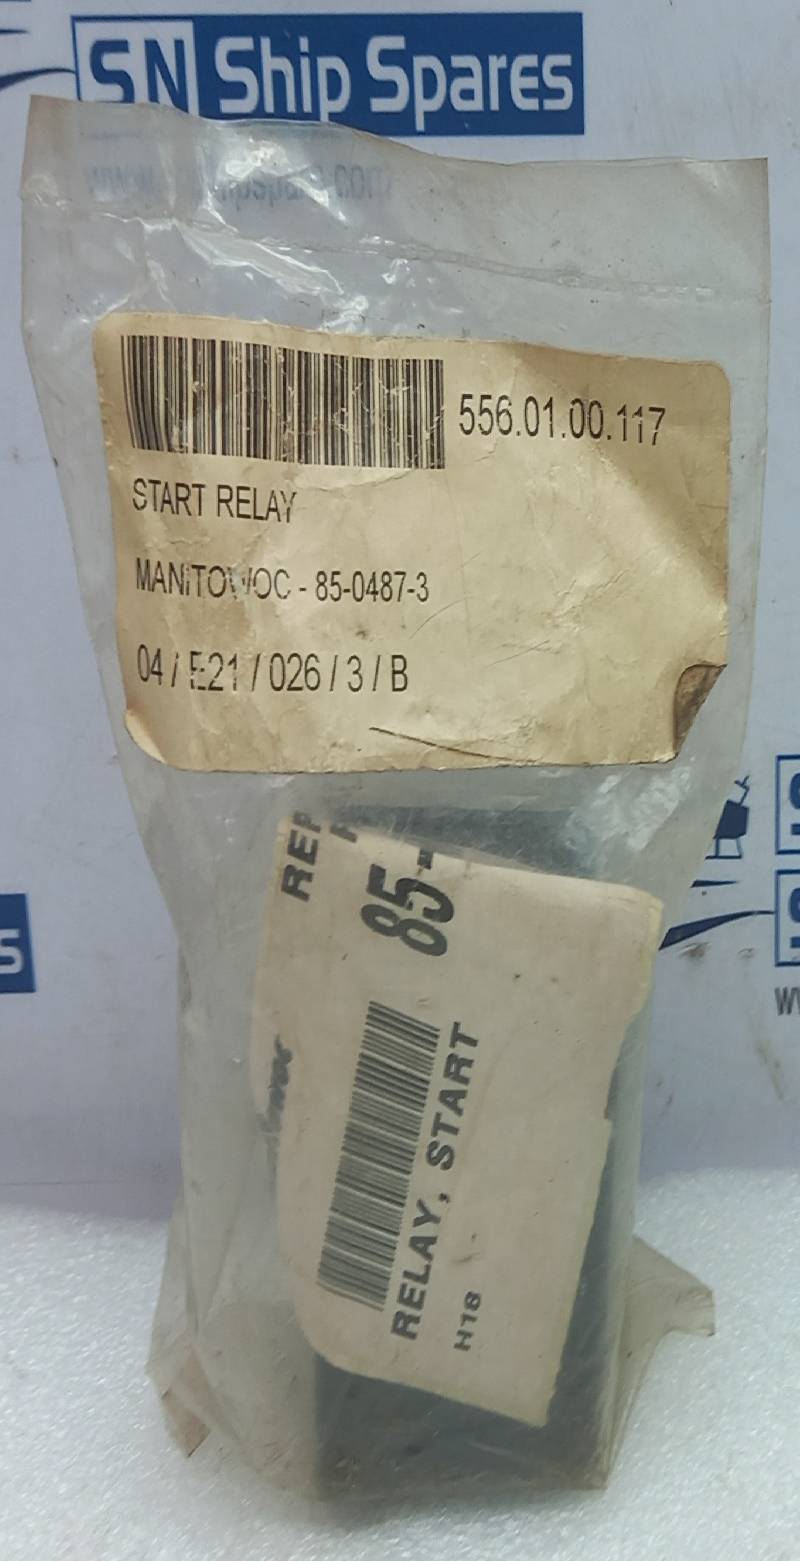 SN Ship Spares
556.01.00.117
START RELAY
MANITOWOC - 85-0487-3
04 / E21 / 026 / 3 / B
REP
85-
RELAY, START
H18
S